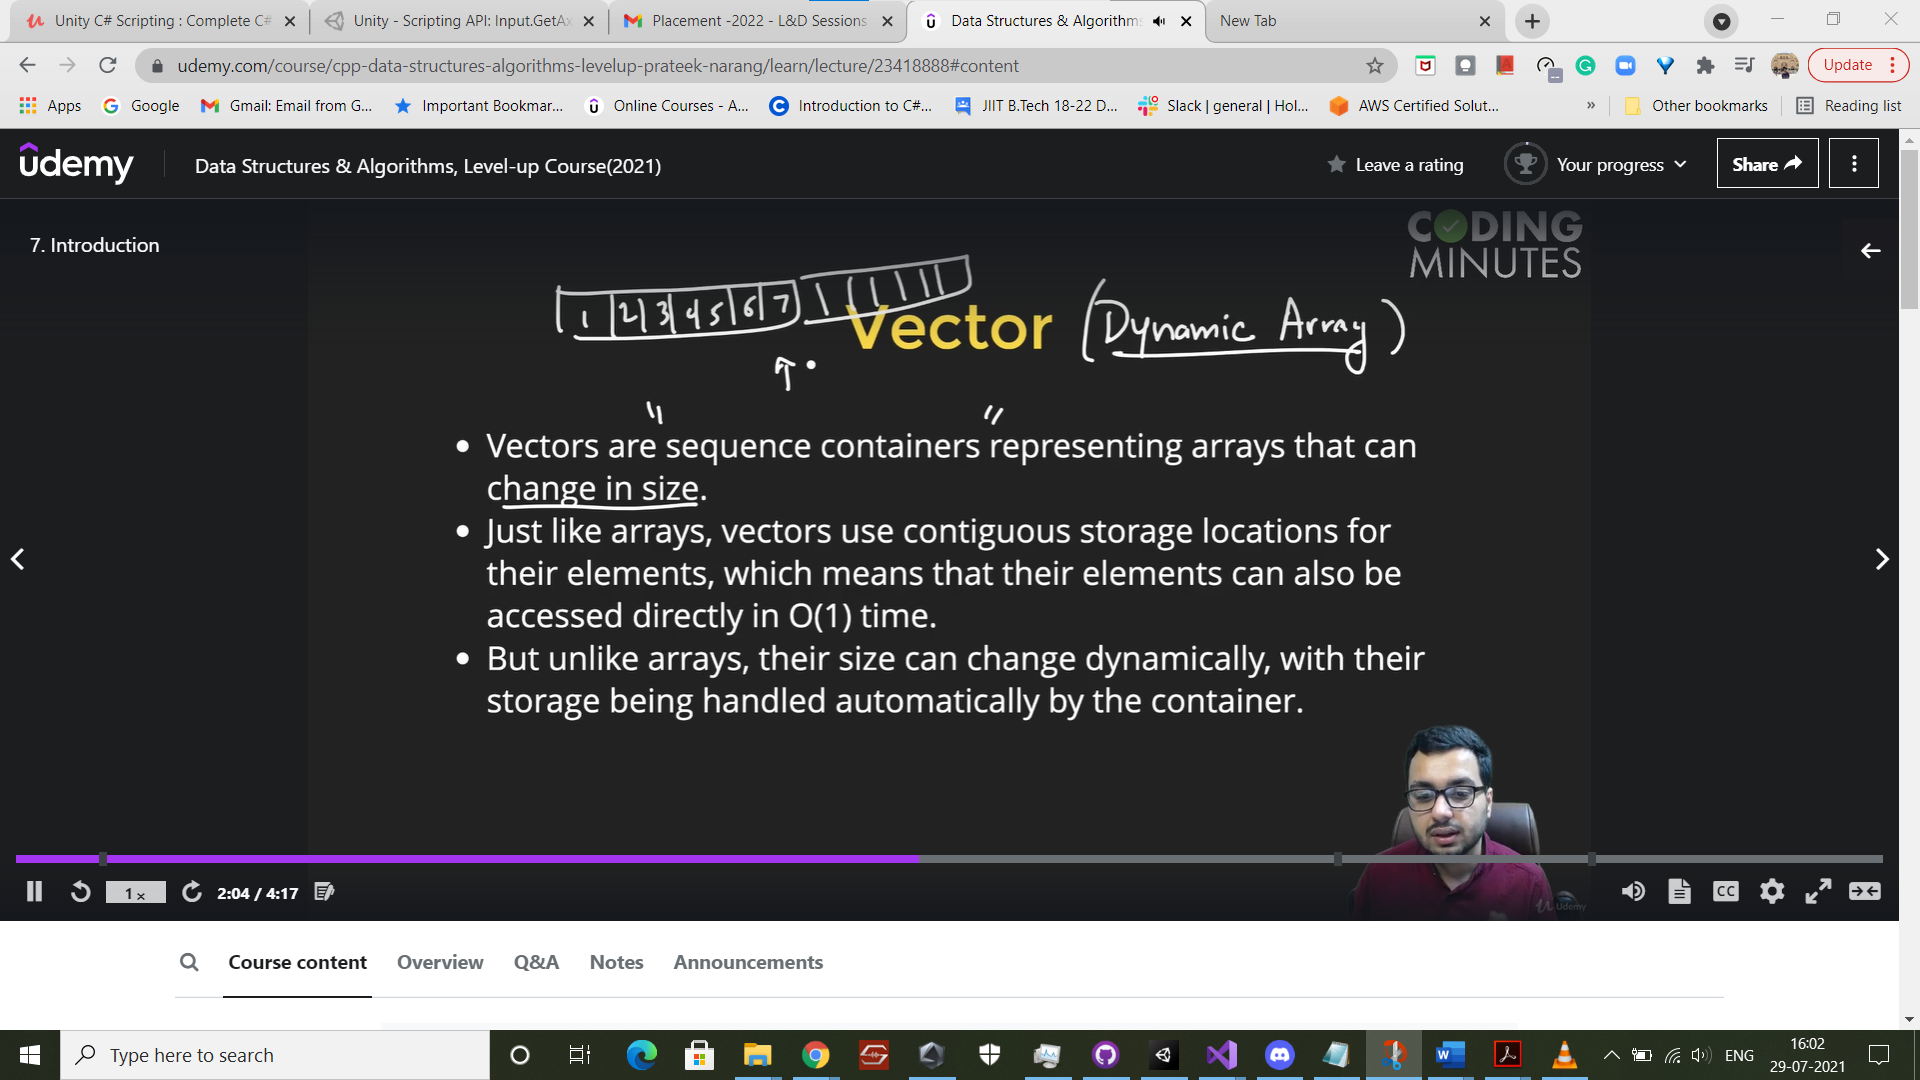 Unity C# Scripting : Complete C#
Unity - Scripting API: Input.GetAx
Placement -2022 - L&D Sessions
Data Structures & Algorithms
New Tab
udemy.com/course/cpp-data-structures-algorithms-levelup-prateek-narang/learn/lecture/23418888#content
Update
Apps
Google
Gmail: Email from G...
Important Bookmar...
Online Courses - A...
Introduction to C#...
JIIT B.Tech 18-22 D...
Slack | general | Hol...
AWS Certified Solut...
»
Other bookmarks
Reading list
ûdemy
Data Structures & Algorithms, Level-up Course(2021)
Leave a rating
Your progress
Share
7. Introduction
CODING
MINUTES
1 2 3 4 5 6 7
Vector (Dynamic Array)
• Vectors are "sequence containers" representing arrays that can
change in size.
• Just like arrays, vectors use contiguous storage locations for
their elements, which means that their elements can also be
accessed directly in O(1) time.
• But unlike arrays, their size can change dynamically, with their
storage being handled automatically by the container.
Udemy
1 x
2:04 / 4:17
CC
Course content
Overview
Q&A
Notes
Announcements
Type here to search
ENG
16:02
29-07-2021